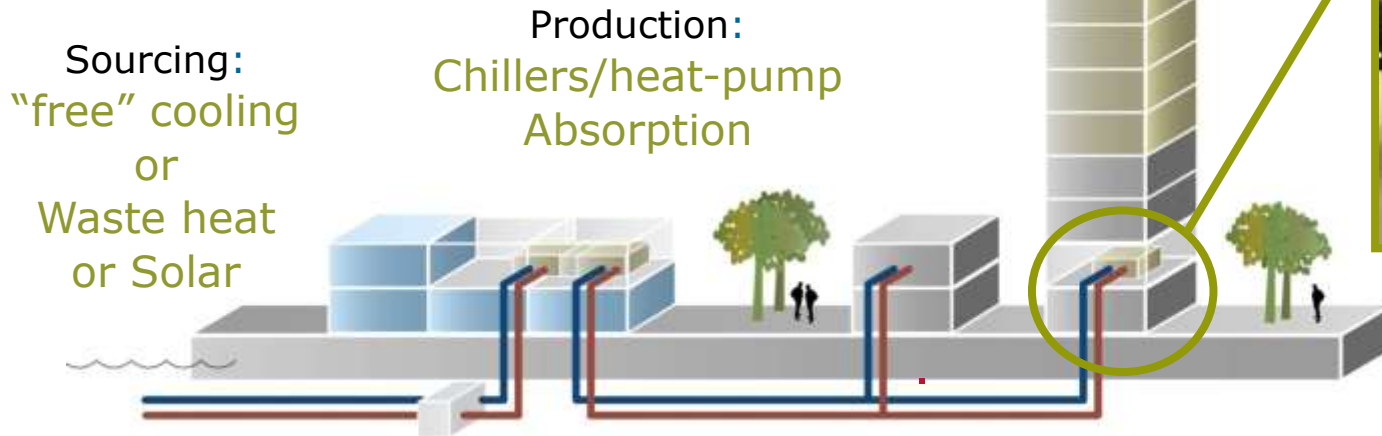 Sourcing:
“free” cooling
or
Waste heat
or Solar
Production:
Chillers/heat-pump
Absorption